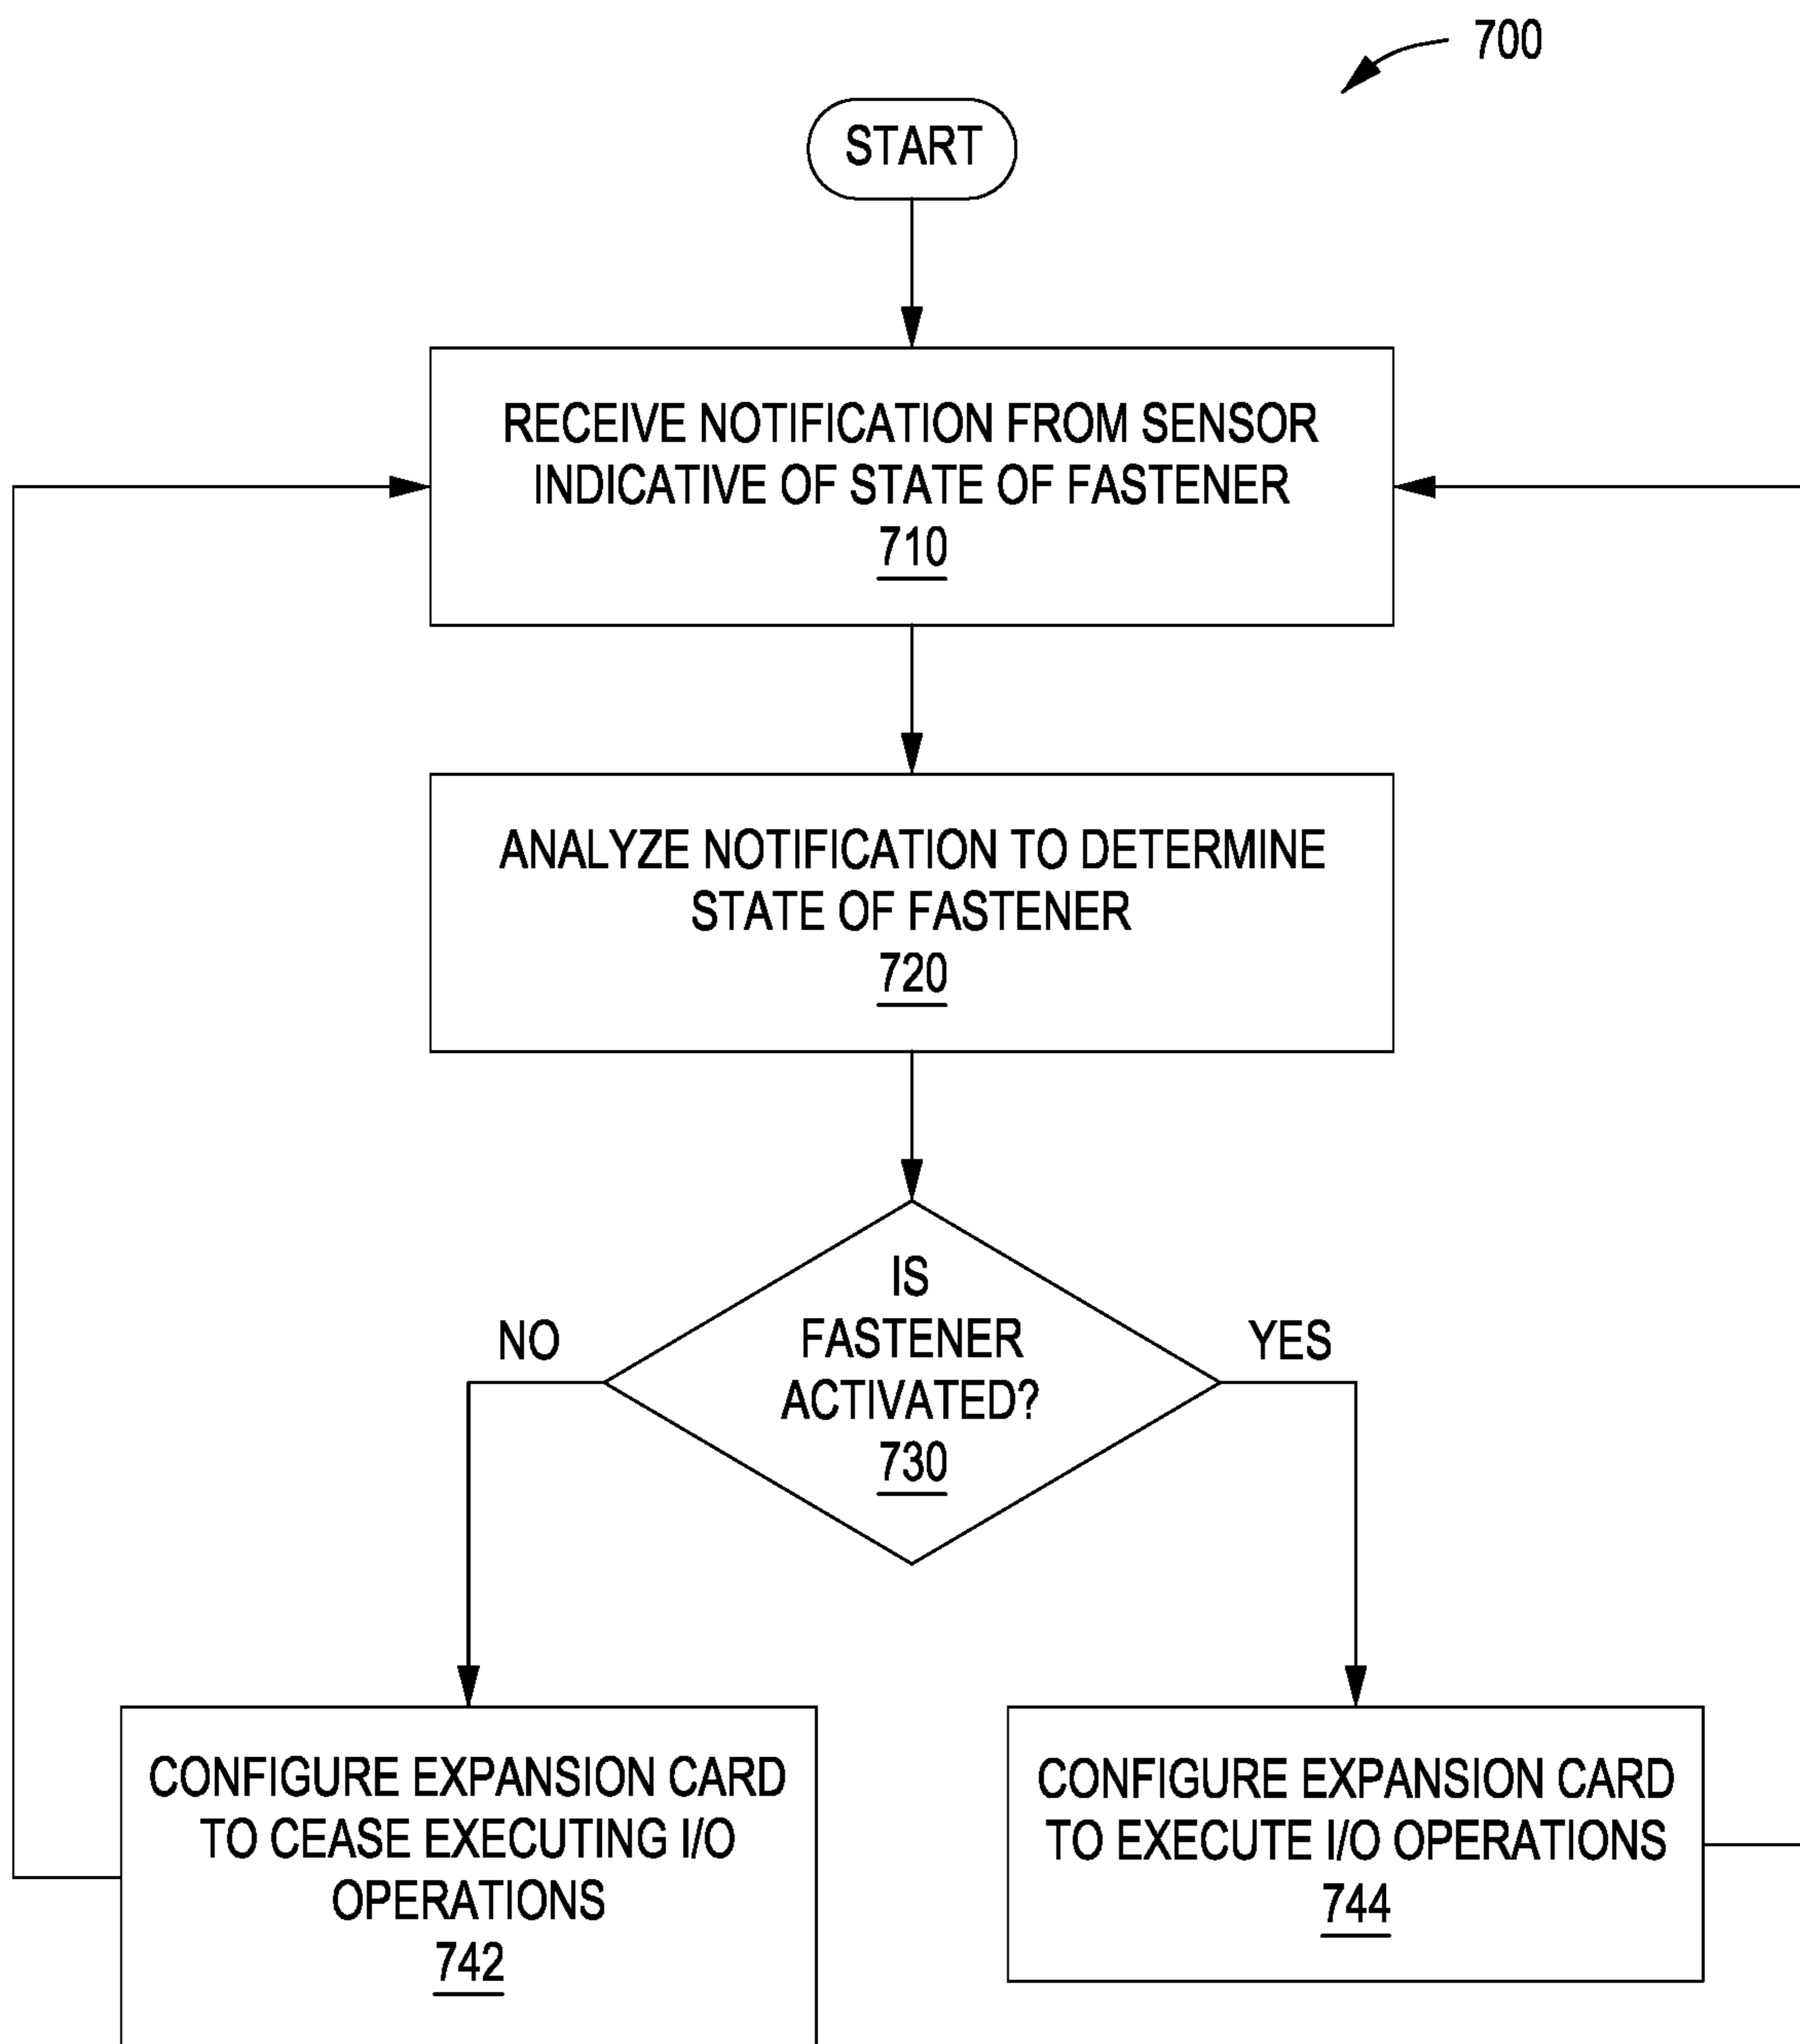 700
START
RECEIVE NOTIFICATION FROM SENSOR
INDICATIVE OF STATE OF FASTENER
710
ANALYZE NOTIFICATION TO DETERMINE
STATE OF FASTENER
720
IS
FASTENER
ACTIVATED?
730
NO
YES
CONFIGURE EXPANSION CARD
TO CEASE EXECUTING I/O
OPERATIONS
742
CONFIGURE EXPANSION CARD
TO EXECUTE I/O OPERATIONS
744